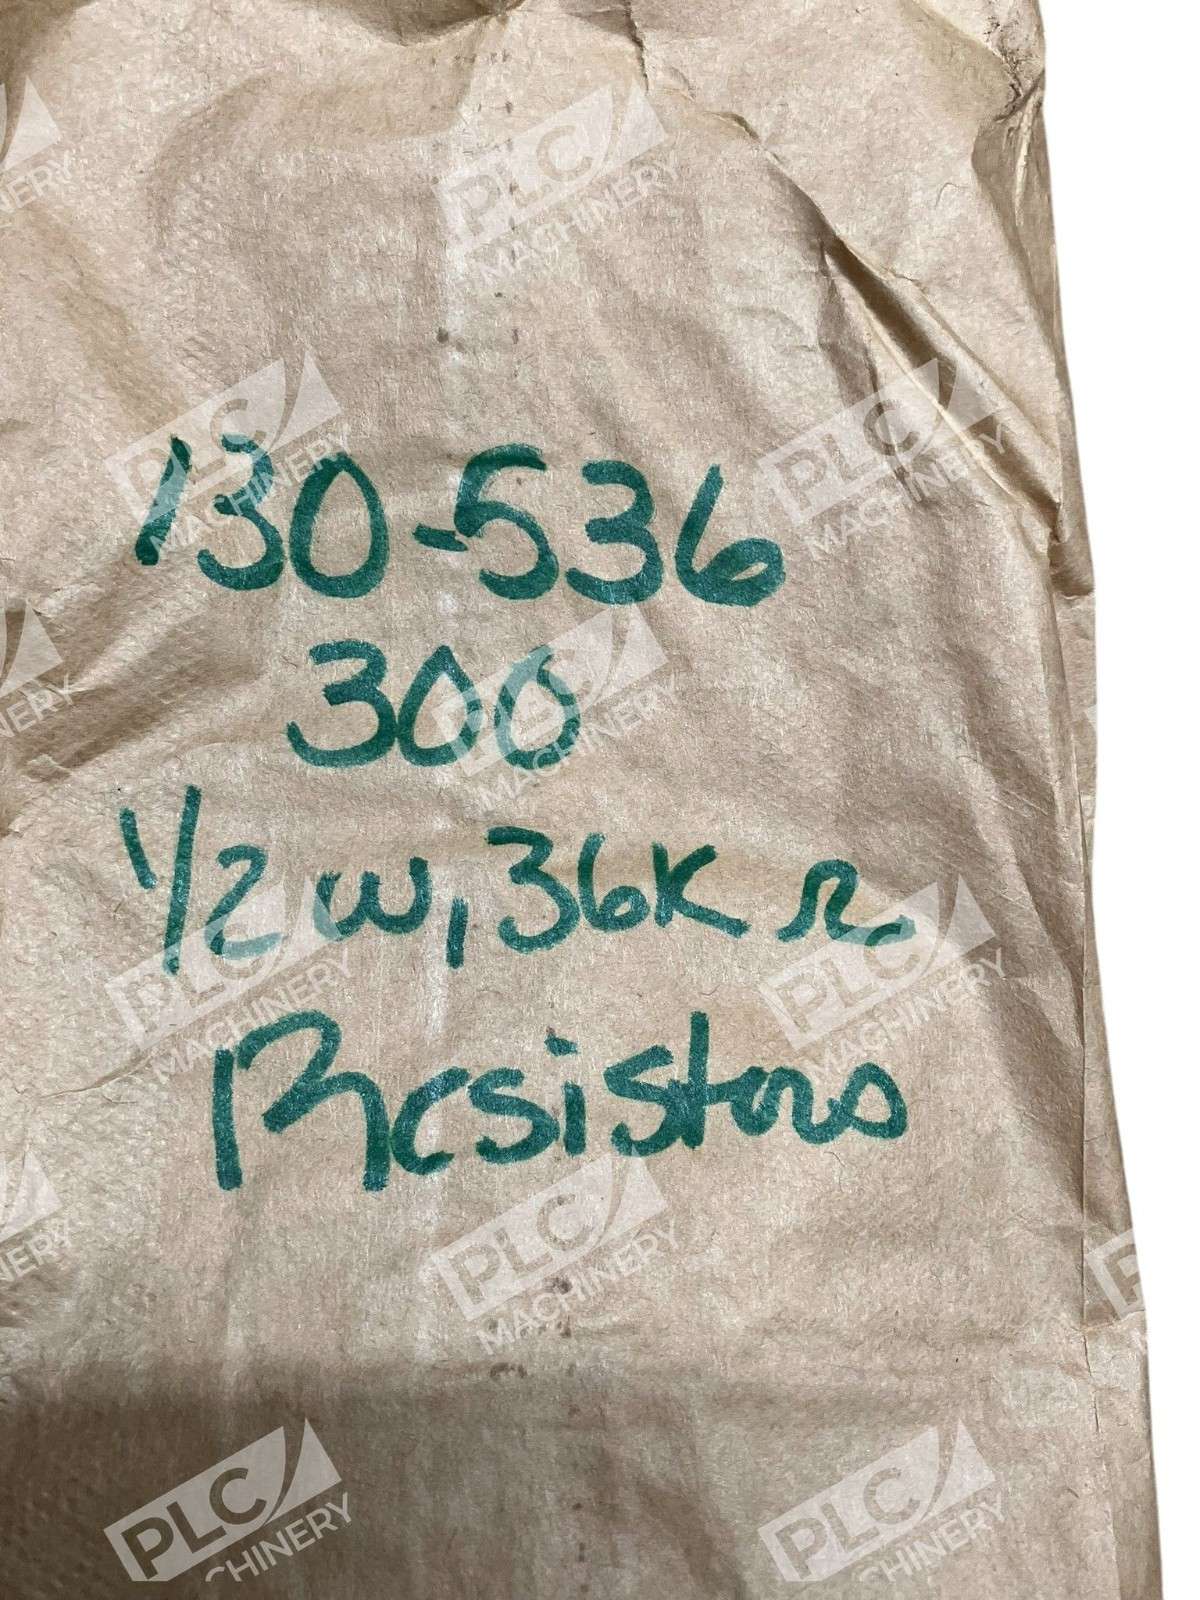 130-536
300
1/2 w, 36K Ω
Resistors
PLC MACHINERY